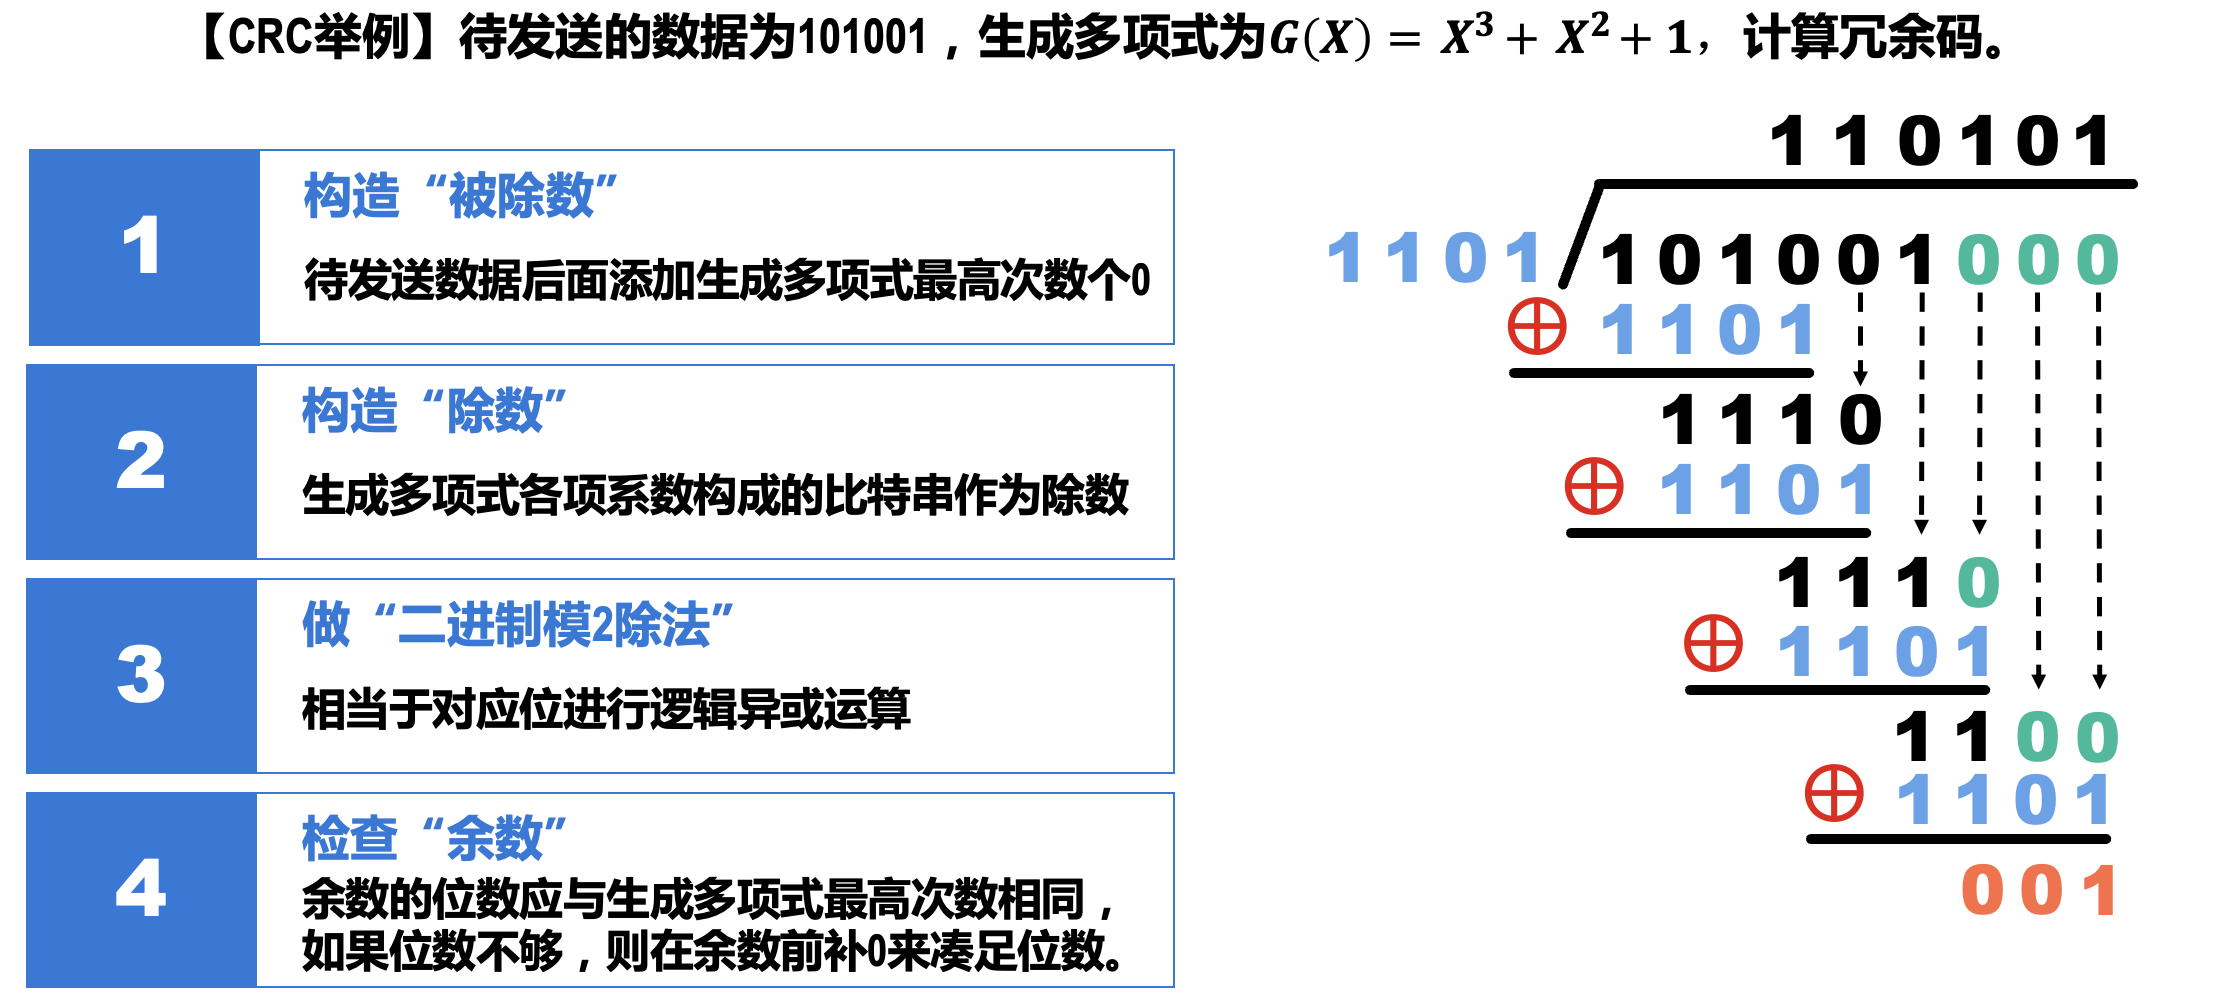 【CRC举例】待发送的数据为101001，生成多项式为G(X) = X³ + X² + 1，计算冗余码。
1
构造“被除数”
待发送数据后面添加生成多项式最高次数个0
2
构造“除数”
生成多项式各项系数构成的比特串作为除数
3
做“二进制模2除法”
相当于对应位进行逻辑异或运算
4
检查“余数”
余数的位数应与生成多项式最高次数相同，
如果位数不够，则在余数前补0来凑足位数。
1 1 0 1 0 1
1 1 0 1 1 0 1 0 0 1 0 0 0
⊕ 1 1 0 1
1 1 1 0
⊕ 1 1 0 1
1 1 1 0
⊕ 1 1 0 1
1 1 0 0
⊕ 1 1 0 1
0 0 1